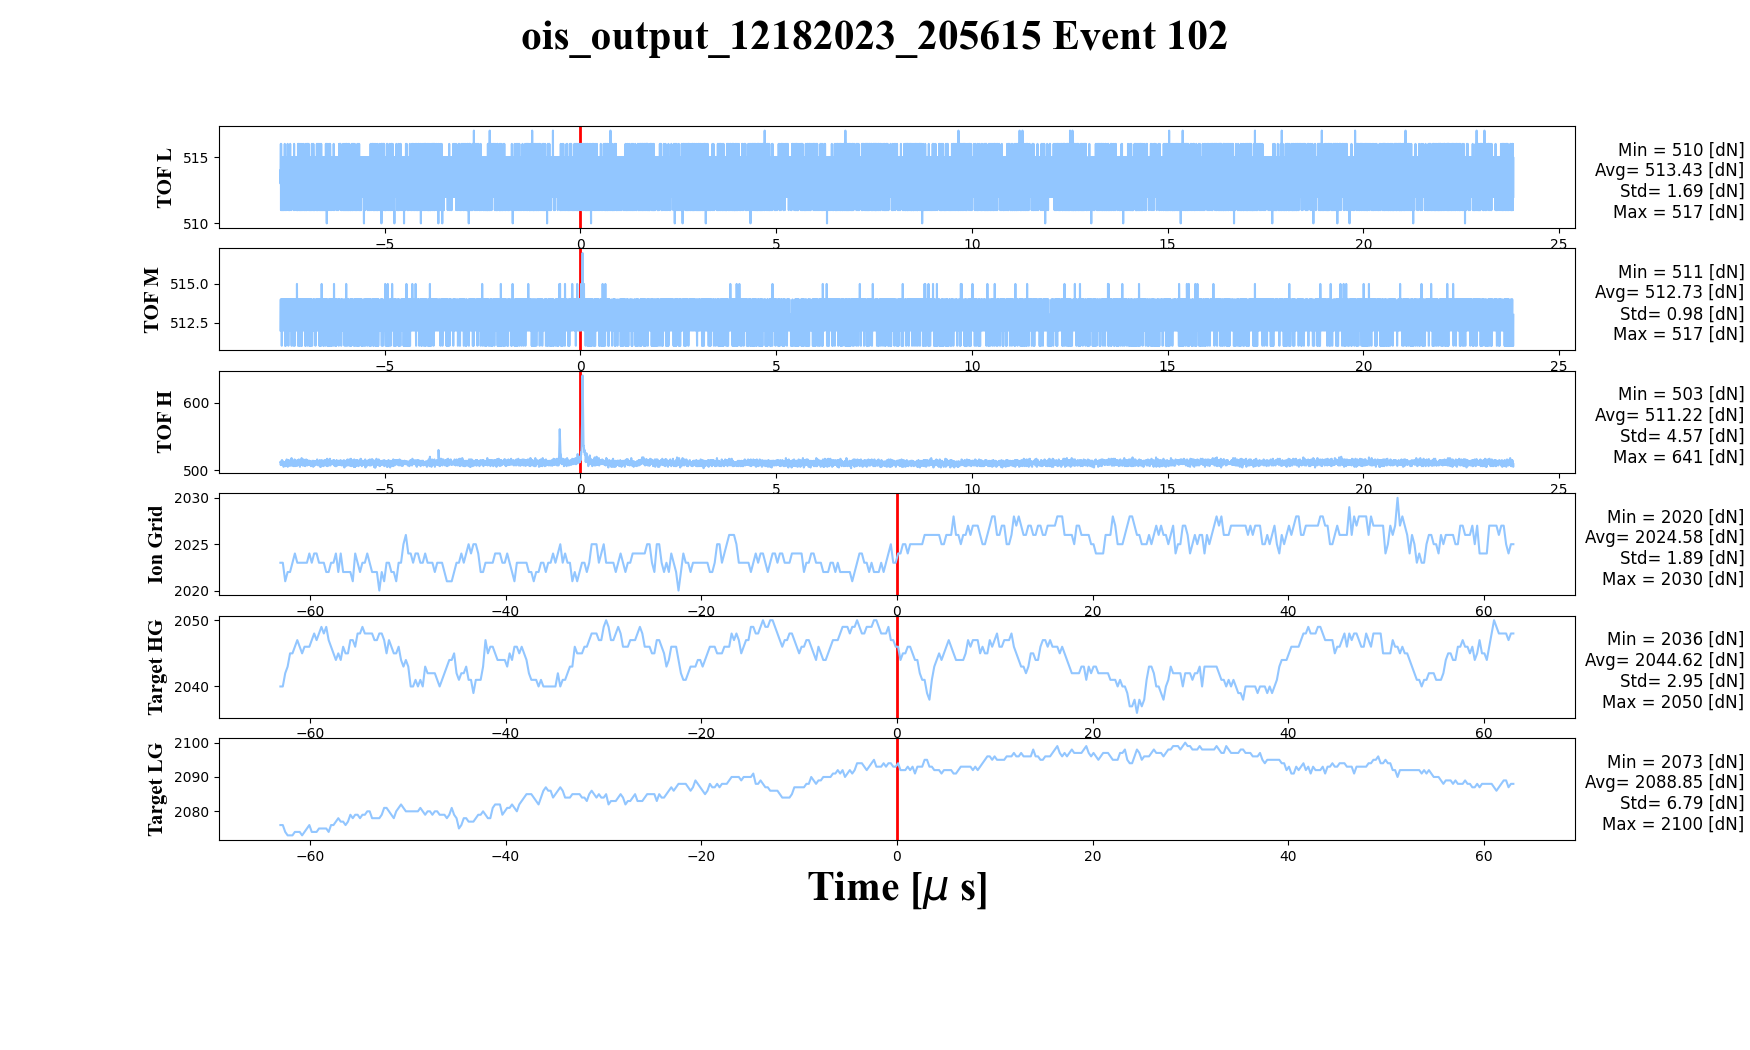 ois_output_12182023_205615 Event 102
TOF L
515
510
−5
0
5
10
15
20
25
Min = 510 [dN]
Avg= 513.43 [dN]
Std= 1.69 [dN]
Max = 517 [dN]
TOF M
515.0
512.5
−5
0
5
10
15
20
25
Min = 511 [dN]
Avg= 512.73 [dN]
Std= 0.98 [dN]
Max = 517 [dN]
TOF H
600
500
−5
0
5
10
15
20
25
Min = 503 [dN]
Avg= 511.22 [dN]
Std= 4.57 [dN]
Max = 641 [dN]
Ion Grid
2030
2025
2020
−60
−40
−20
0
20
40
60
Min = 2020 [dN]
Avg= 2024.58 [dN]
Std= 1.89 [dN]
Max = 2030 [dN]
Target HG
2050
2040
−60
−40
−20
0
20
40
60
Min = 2036 [dN]
Avg= 2044.62 [dN]
Std= 2.95 [dN]
Max = 2050 [dN]
Target LG
2100
2090
2080
−60
−40
−20
0
20
40
60
Min = 2073 [dN]
Avg= 2088.85 [dN]
Std= 6.79 [dN]
Max = 2100 [dN]
Time [μ s]